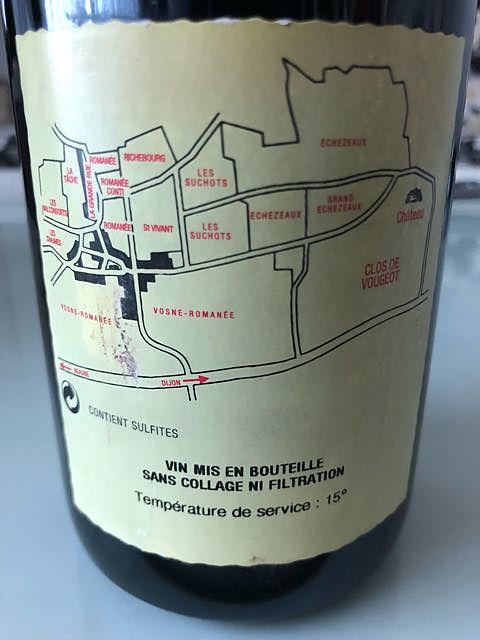 ECHEZEAUX
ROMANÉE
RICHEBOURG
LA
TÂCHE
LA GRANDE RUE
ROMANÉE
CONTI
LES
SUCHOTS
LES
MALCONSORTS
ROMANÉE
St VIVANT
LES
SUCHOTS
ECHEZEAUX
GRAND
ECHEZEAUX
Château
LES
CHAUMES
CLOS DE
VOUGEOT
VOSNE-ROMANÉE
VOSNE-ROMANÉE
BEAUNE
DIJON
CONTIENT SULFITES
VIN MIS EN BOUTEILLE
SANS COLLAGE NI FILTRATION
Température de service : 15°